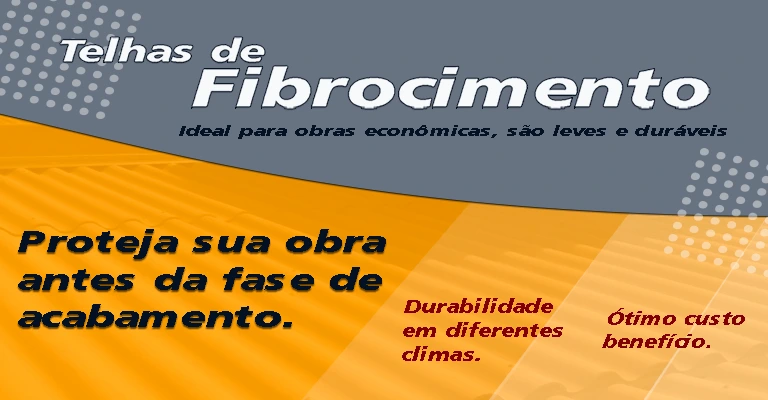 Telhas de
Fibrocimento
Ideal para obras econômicas, são leves e duráveis
Proteja sua obra
antes da fase de
acabamento.
Durabilidade
em diferentes
climas.
Ótimo custo
benefício.